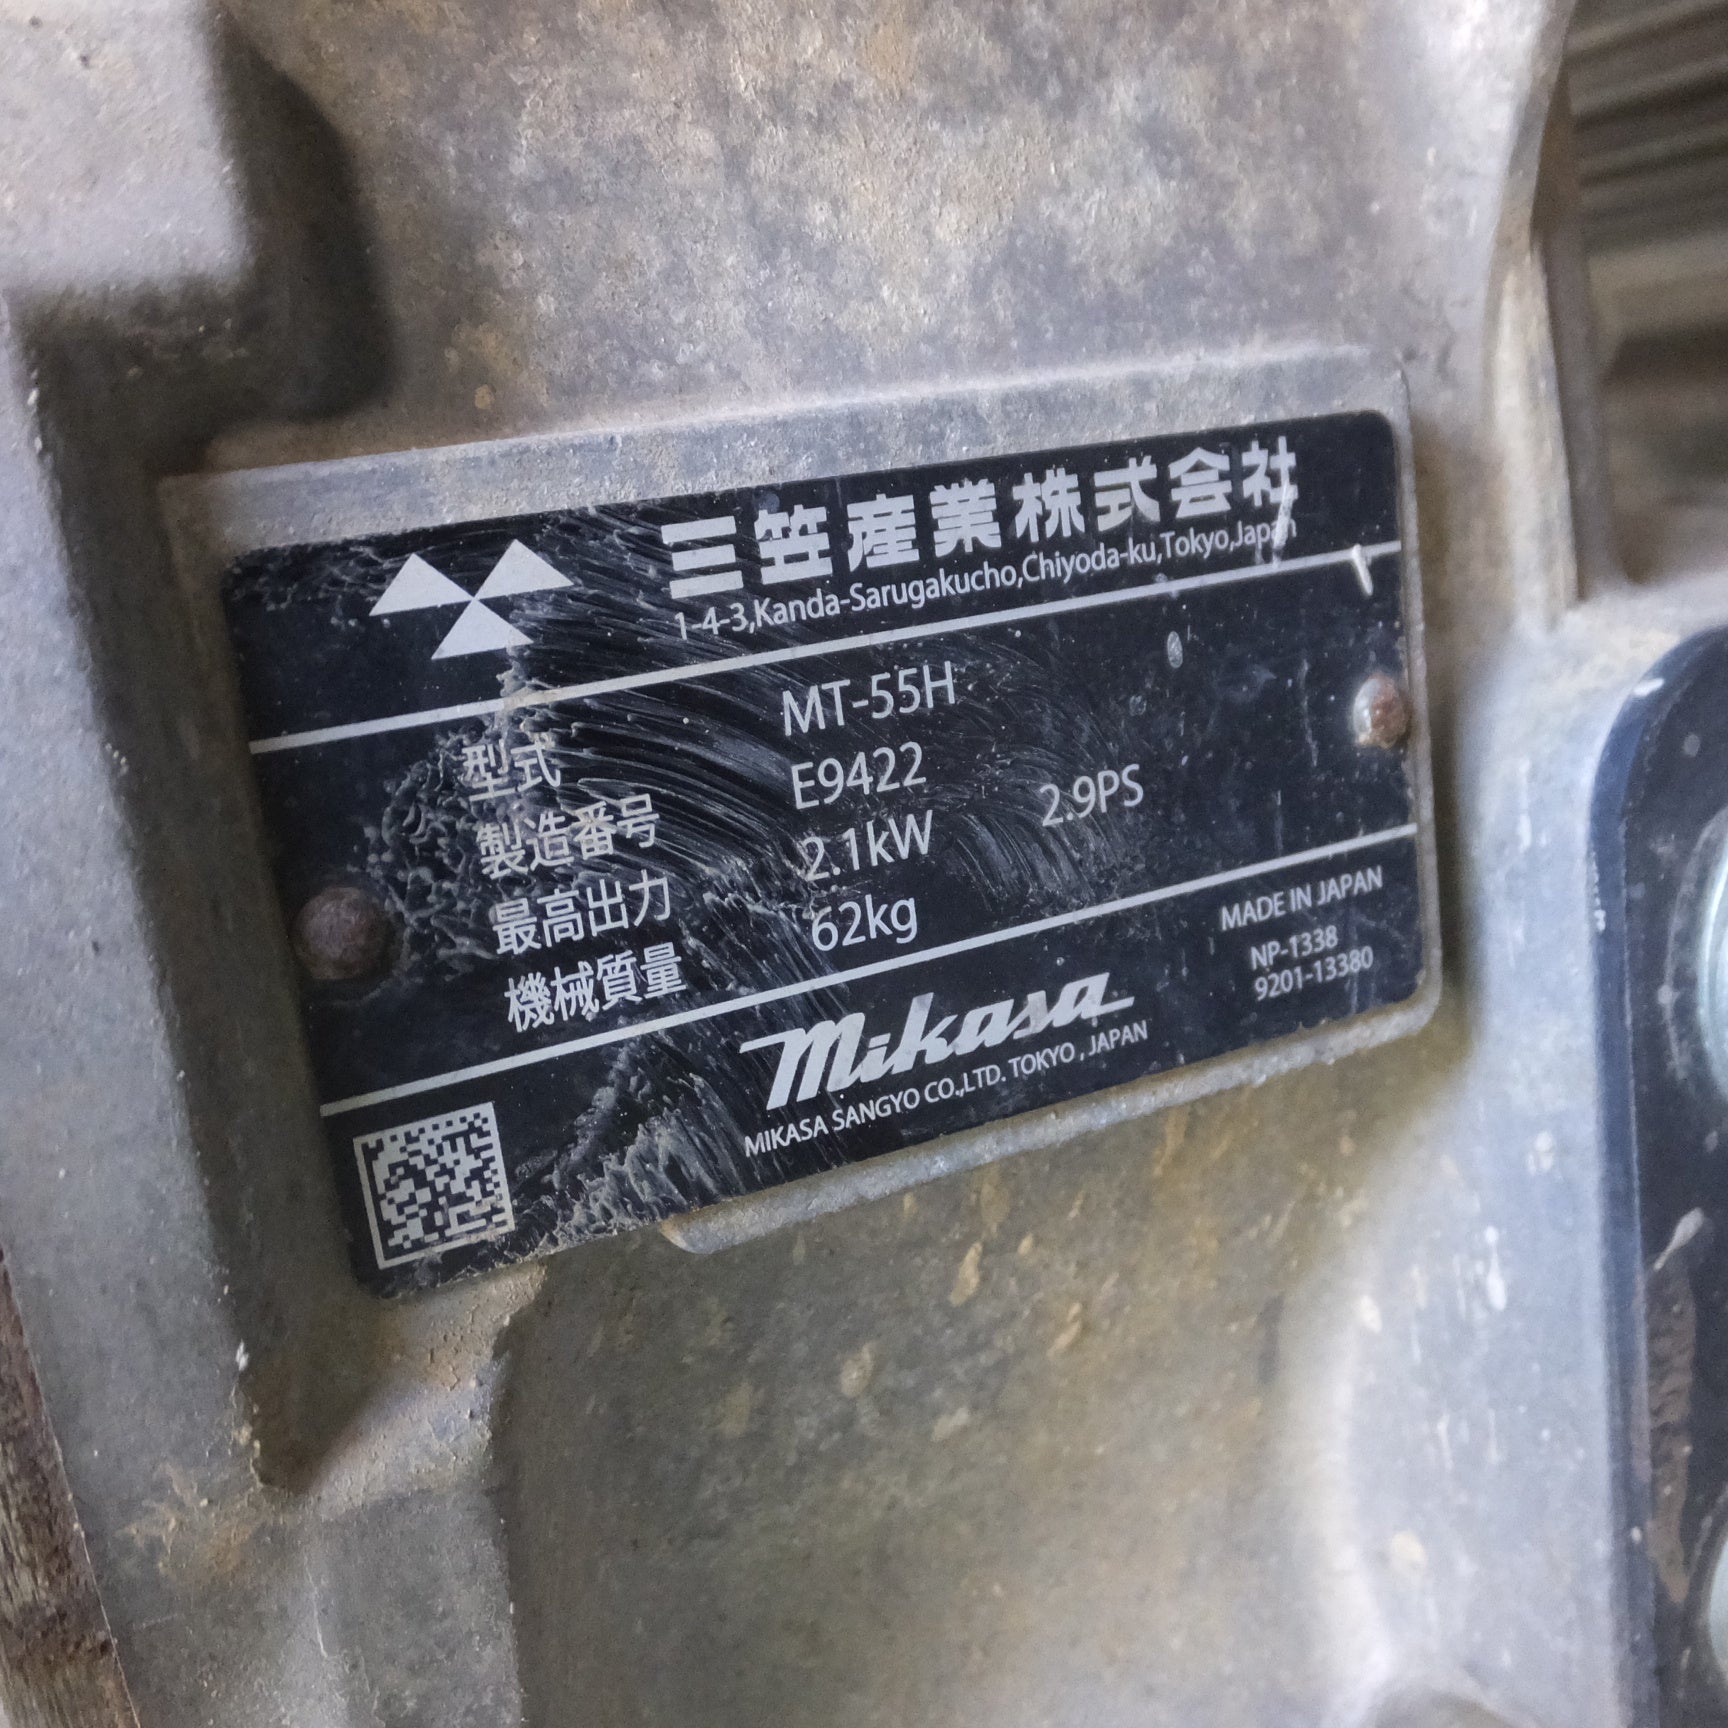 三笠産業株式会社
1-4-3,Kanda-Sarugakucho,Chiyoda-ku,Tokyo,Japan
型式 MT-55H
製造番号 E9422
最高出力 2.1kW 2.9PS
機械質量 62kg
Mikasa
MIKASA SANGYO CO.,LTD. TOKYO , JAPAN
MADE IN JAPAN
NP-1338
9201-13380